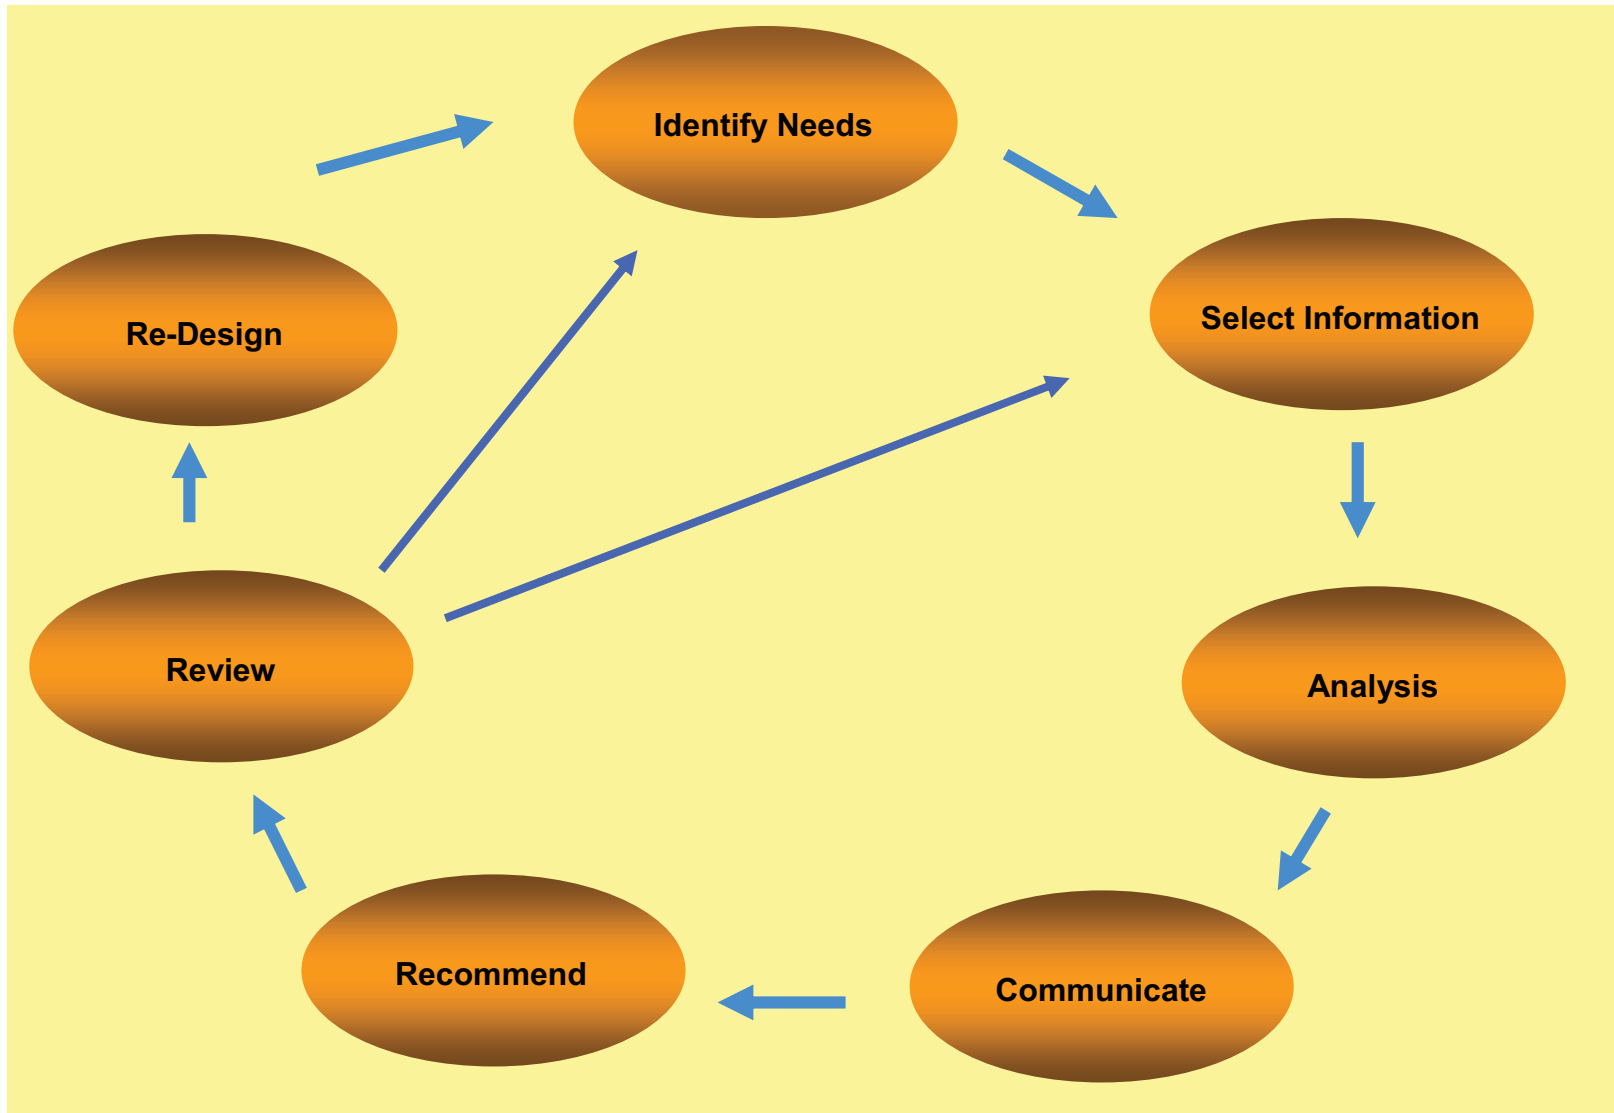 Identify Needs
Select Information
Analysis
Communicate
Recommend
Review
Re-Design